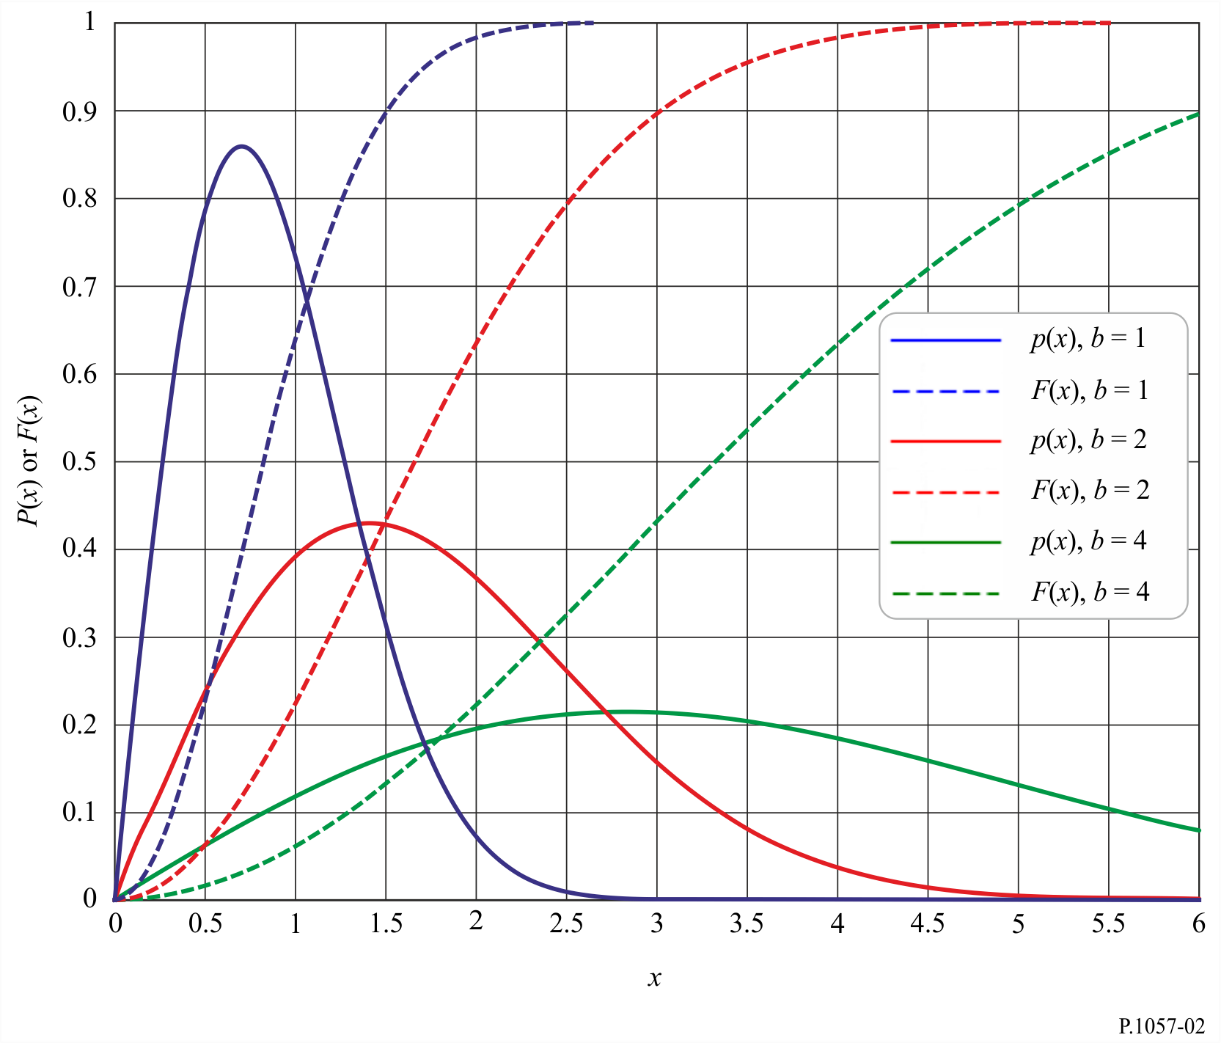 1
0.9
0.8
0.7
0.6
0.5
0.4
0.3
0.2
0.1
0
P(x) or F(x)
p(x), b = 1
F(x), b = 1
p(x), b = 2
F(x), b = 2
p(x), b = 4
F(x), b = 4
0 0.5 1 1.5 2 2.5 3 3.5 4 4.5 5 5.5 6
x
P.1057-02